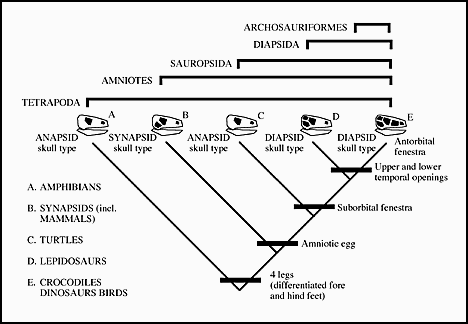 ARCHOSAURIFORMES
DIAPSIDA
SAUROPSIDA
AMNIOTES
TETRAPODA
A
B
C
D
E
ANAPSID skull type
SYNAPSID skull type
ANAPSID skull type
DIAPSID skull type
DIAPSID skull type
Antorbital
fenestra
Upper and lower
temporal openings
Suborbital fenestra
Amniotic egg
4 legs
(differentiated fore
and hind feet)
A. AMPHIBIANS
B. SYNAPSIDS (incl.
MAMMALS)
C. TURTLES
D. LEPIDOSAURS
E. CROCODILES
DINOSAURS BIRDS